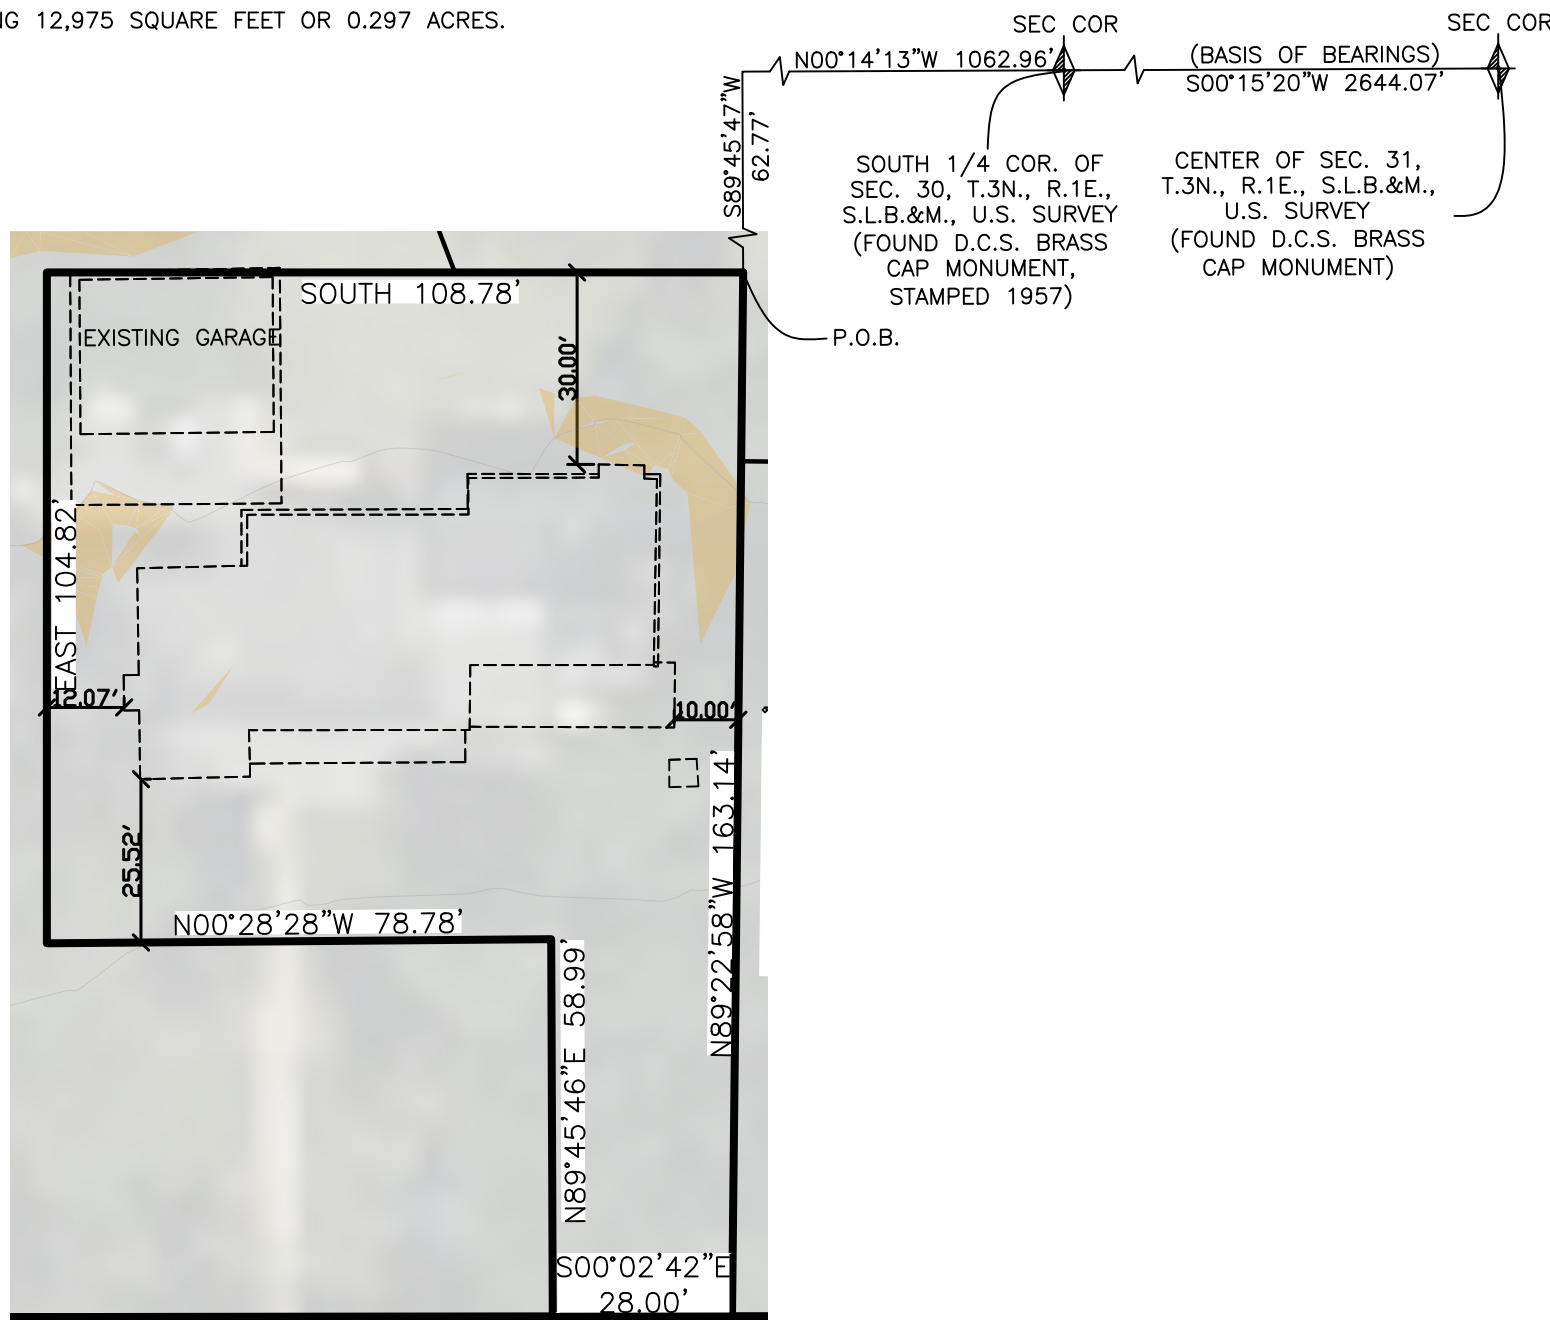 NG 12,975 SQUARE FEET OR 0.297 ACRES.
SEC COR
SEC COR
N00°14'13"W 1062.96'
(BASIS OF BEARINGS)
S00°15'20"W 2644.07'
S89°45'47"W
62.77'
SOUTH 1/4 COR. OF
SEC. 30, T.3N., R.1E.,
S.L.B.&M., U.S. SURVEY
(FOUND D.C.S. BRASS
CAP MONUMENT,
STAMPED 1957)
CENTER OF SEC. 31,
T.3N., R.1E., S.L.B.&M.,
U.S. SURVEY
(FOUND D.C.S. BRASS
CAP MONUMENT)
P.O.B.
SOUTH 108.78'
EXISTING GARAGE
30.00'
EAST 104.82'
12.07'
10.00'
25.52'
N00°28'28"W 78.78'
N89°22'58"W 163.14'
N89°45'46"E 58.99'
S00°02'42"E
28.00'